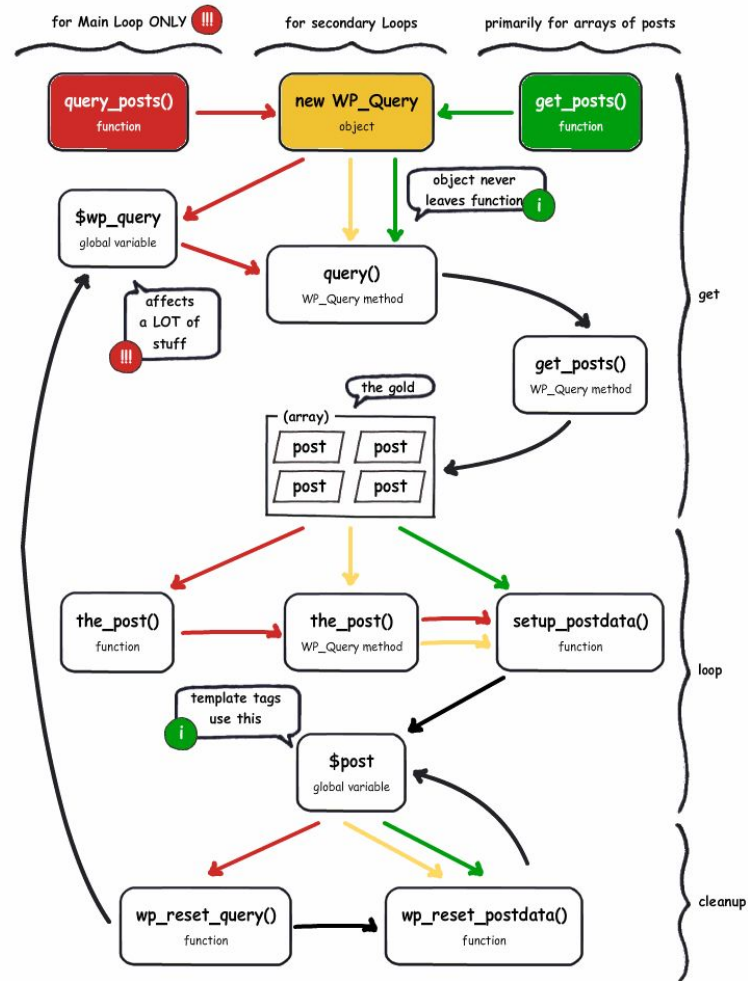 for Main Loop ONLY !!!
for secondary Loops
primarily for arrays of posts
query_posts()
function
new WP_Query
object
get_posts()
function
object never
leaves function
i
$wp_query
global variable
query()
WP_Query method
affects
a LOT of
stuff
!!!
get
get_posts()
WP_Query method
the gold
(array)
post
post
post
post
the_post()
function
the_post()
WP_Query method
setup_postdata()
function
loop
template tags
use this
i
$post
global variable
wp_reset_query()
function
wp_reset_postdata()
function
cleanup